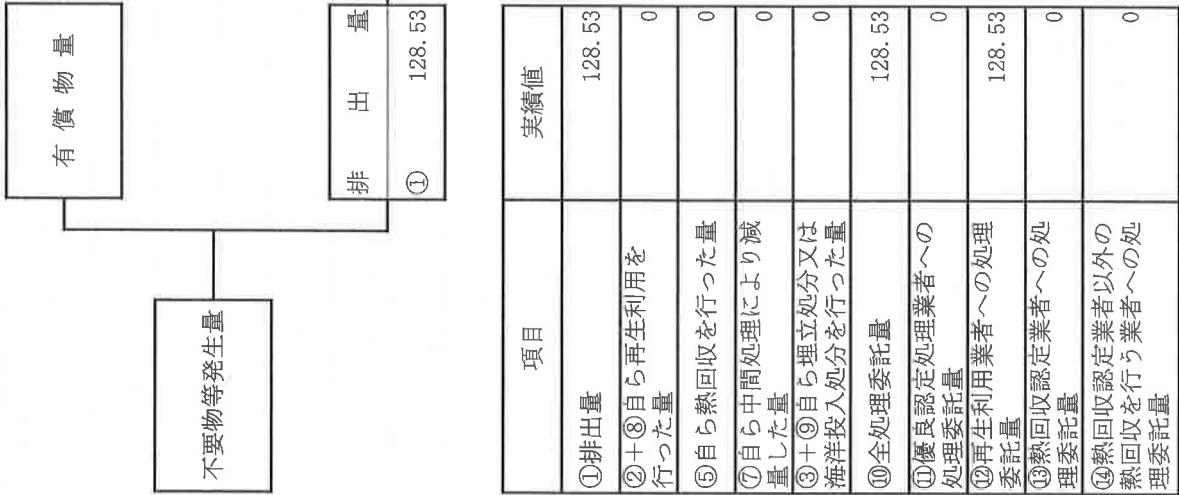 有償物量
不要物等発生量
排出量
① 128.53
項目 実績値
①排出量 128.53
②+⑧自ら再生利用を
行った量 0
⑤自ら熱回収を行った量 0
⑦自ら中間処理により減
量した量 0
③+⑨自ら埋立処分又は
海洋投入処分を行った量 0
⑩全処理委託量 128.53
⑪優良認定処理業者への
処理委託量 0
⑫再生利用業者への処理
委託量 128.53
⑬熱回収認定業者への処
理委託量 0
⑭熱回収認定業者以外の
熱回収を行う業者への処
理委託量 0